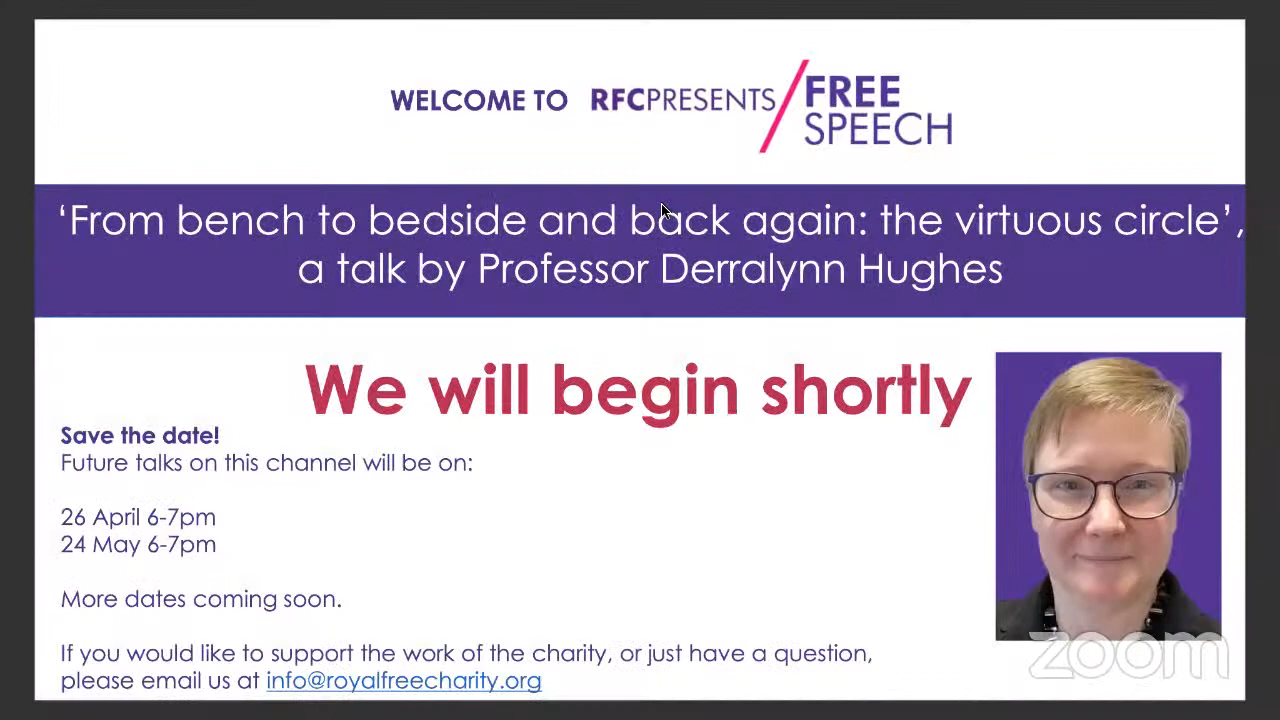 WELCOME TO RFCPRESENTS FREE SPEECH
‘From bench to bedside and back again: the virtuous circle’,
a talk by Professor Derralynn Hughes
We will begin shortly
Save the date!
Future talks on this channel will be on:
26 April 6-7pm
24 May 6-7pm
More dates coming soon.
If you would like to support the work of the charity, or just have a question,
please email us at info@royalfreecharity.org
zoom